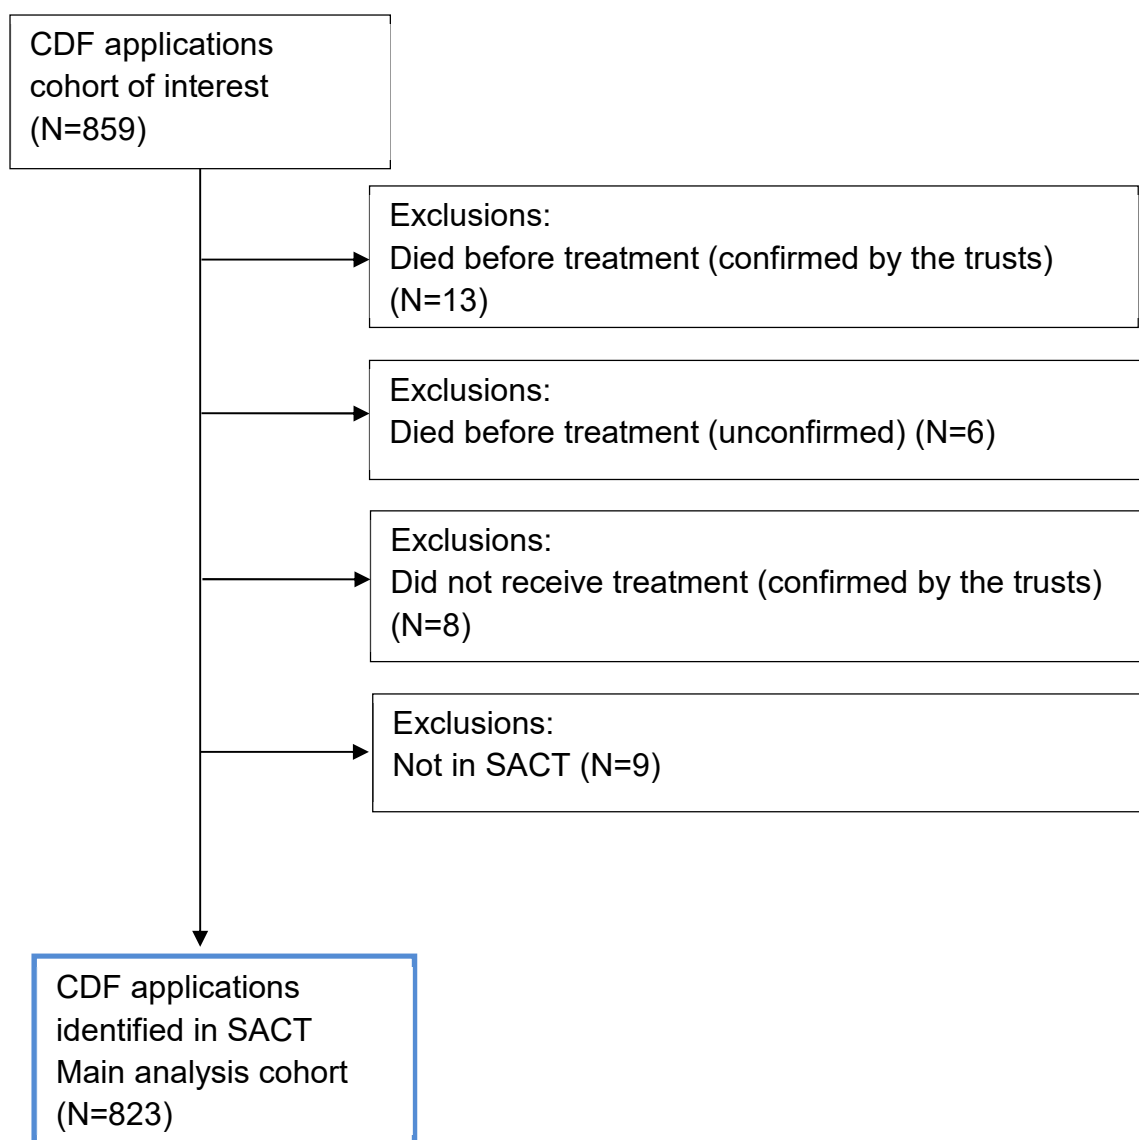 CDF applications
cohort of interest
(N=859)
Exclusions:
Died before treatment (confirmed by the trusts)
(N=13)
Exclusions:
Died before treatment (unconfirmed) (N=6)
Exclusions:
Did not receive treatment (confirmed by the trusts)
(N=8)
Exclusions:
Not in SACT (N=9)
CDF applications
identified in SACT
Main analysis cohort
(N=823)